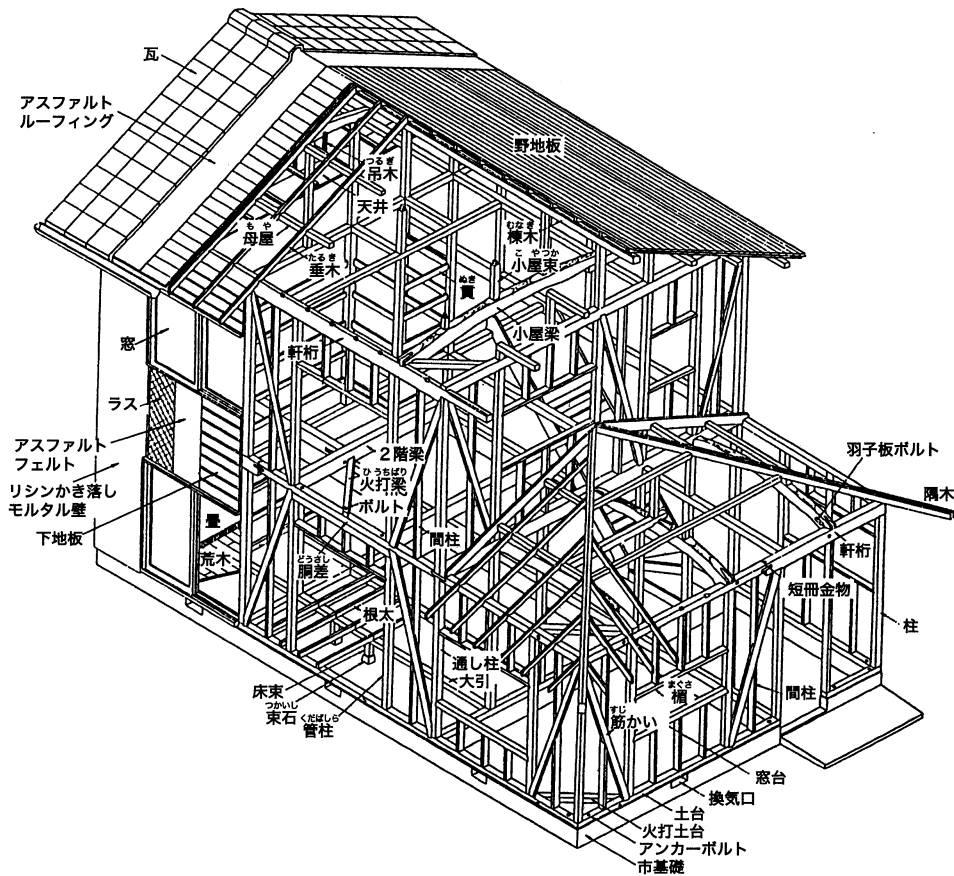 瓦
アスファルト
ルーフィング
野地板
つるぎ
吊木
天井
むなぎ
棟木
もや
母屋
こやつか
小屋束
たるぎ
垂木
ぬき
貫
小屋梁
窓
軒桁
ラス
アスファルト
フェルト
2階梁
ひうちばり
火打梁
ボルト
羽子板ボルト
隅木
リシンかき落し
モルタル壁
畳
下地板
間柱
軒桁
荒木
どうさし
胴差
短冊金物
根太
柱
通し柱
大引
床束
つかいし
束石
くだばしら
管柱
まぐさ
楣
間柱
すじ
筋かい
窓台
換気口
土台
火打土台
アンカーボルト
市基礎